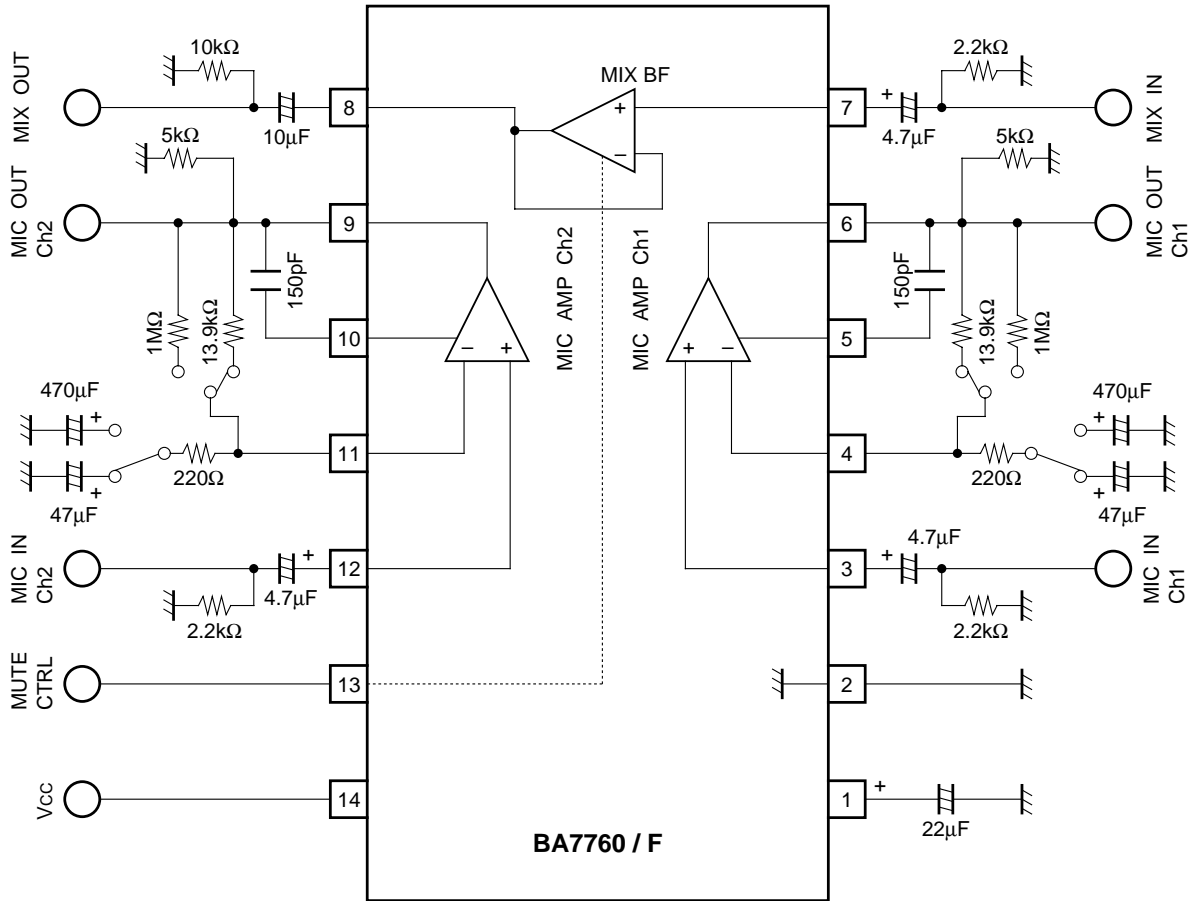 10kΩ
2.2kΩ
MIX OUT
MIX BF
MIX IN
8
+
7
+
10μF
−
4.7μF
5kΩ
5kΩ
MIC OUT
Ch2
9
6
MIC OUT
Ch1
MIC AMP Ch2
MIC AMP Ch1
150pF
150pF
1MΩ
13.9kΩ
10
5
13.9kΩ
1MΩ
− +
+ −
470μF
+
470μF
+
11
4
220Ω
220Ω
+
47μF
+
47μF
MIC IN
Ch2
+
4.7μF
12
3
+
4.7μF
MIC IN
Ch1
2.2kΩ
2.2kΩ
MUTE
CTRL
13
2
Vcc
14
1
+
22μF
BA7760 / F